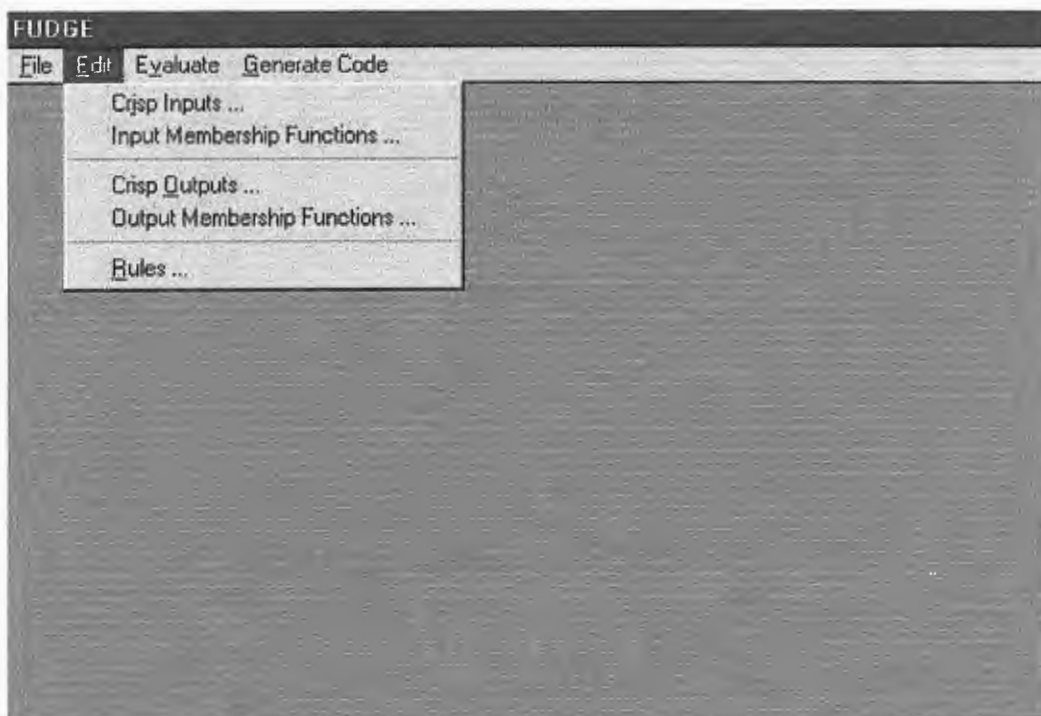 FUDGE
File Edit Evaluate Generate Code
Crisp Inputs ...
Input Membership Functions ...
Crisp Outputs ...
Output Membership Functions ...
Rules ...